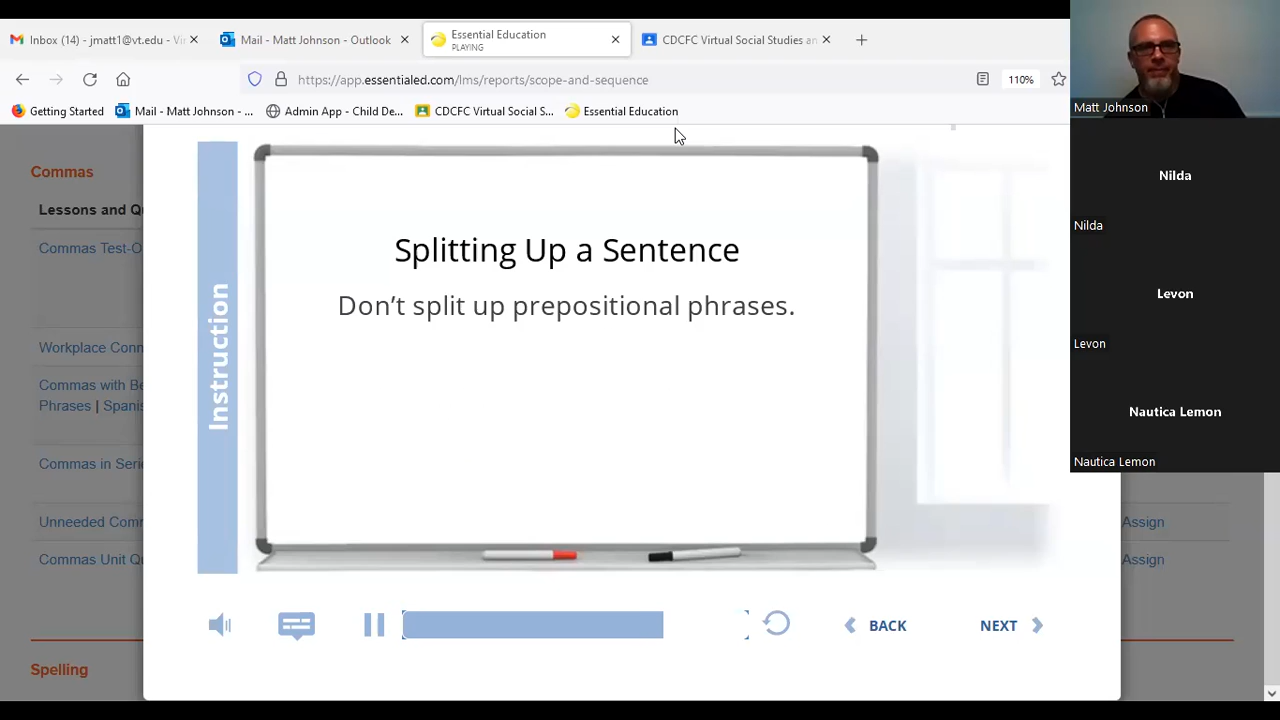 Inbox (14) - jmatt1@vt.edu - Vi
Mail - Matt Johnson - Outlook
Essential Education
PLAYING
CDCFC Virtual Social Studies an
https://app.essentialed.com/lms/reports/scope-and-sequence
110%
Getting Started
Mail - Matt Johnson - ...
Admin App - Child De...
CDCFC Virtual Social S...
Essential Education
Matt Johnson
Nilda
Nilda
Levon
Levon
Nautica Lemon
Nautica Lemon
Commas
Lessons and Qu
Commas Test-O
Workplace Conn
Commas with Be
Phrases | Spanis
Commas in Serie
Unneeded Comm
Commas Unit Qu
Assign
Assign
Spelling
Instruction
Splitting Up a Sentence
Don’t split up prepositional phrases.
BACK
NEXT